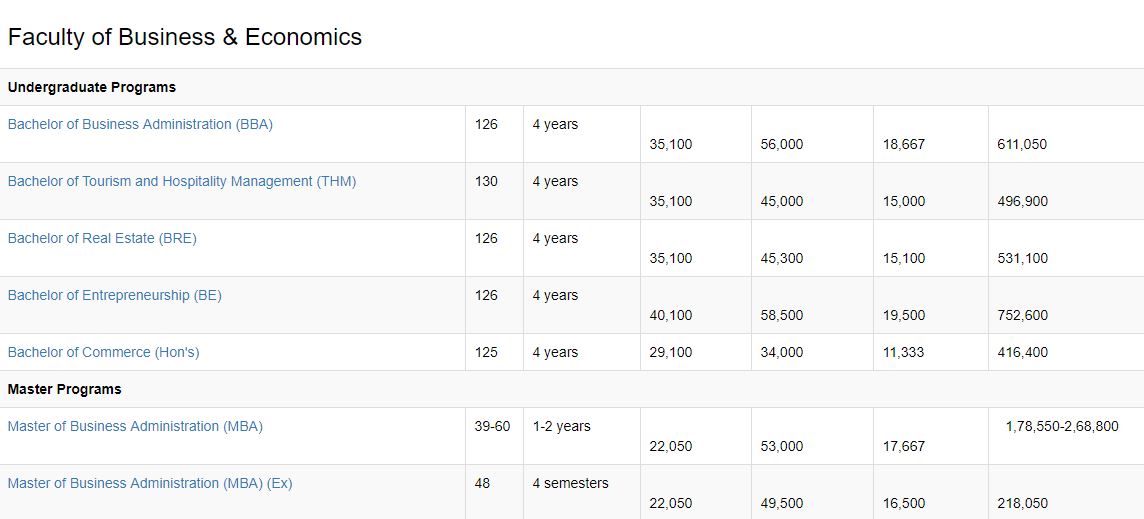 Faculty of Business & Economics
Undergraduate Programs
Bachelor of Business Administration (BBA) 126 4 years 35,100 56,000 18,667 611,050
Bachelor of Tourism and Hospitality Management (THM) 130 4 years 35,100 45,000 15,000 496,900
Bachelor of Real Estate (BRE) 126 4 years 35,100 45,300 15,100 531,100
Bachelor of Entrepreneurship (BE) 126 4 years 40,100 58,500 19,500 752,600
Bachelor of Commerce (Hon's) 125 4 years 29,100 34,000 11,333 416,400
Master Programs
Master of Business Administration (MBA) 39-60 1-2 years 22,050 53,000 17,667 1,78,550-2,68,800
Master of Business Administration (MBA) (Ex) 48 4 semesters 22,050 49,500 16,500 218,050